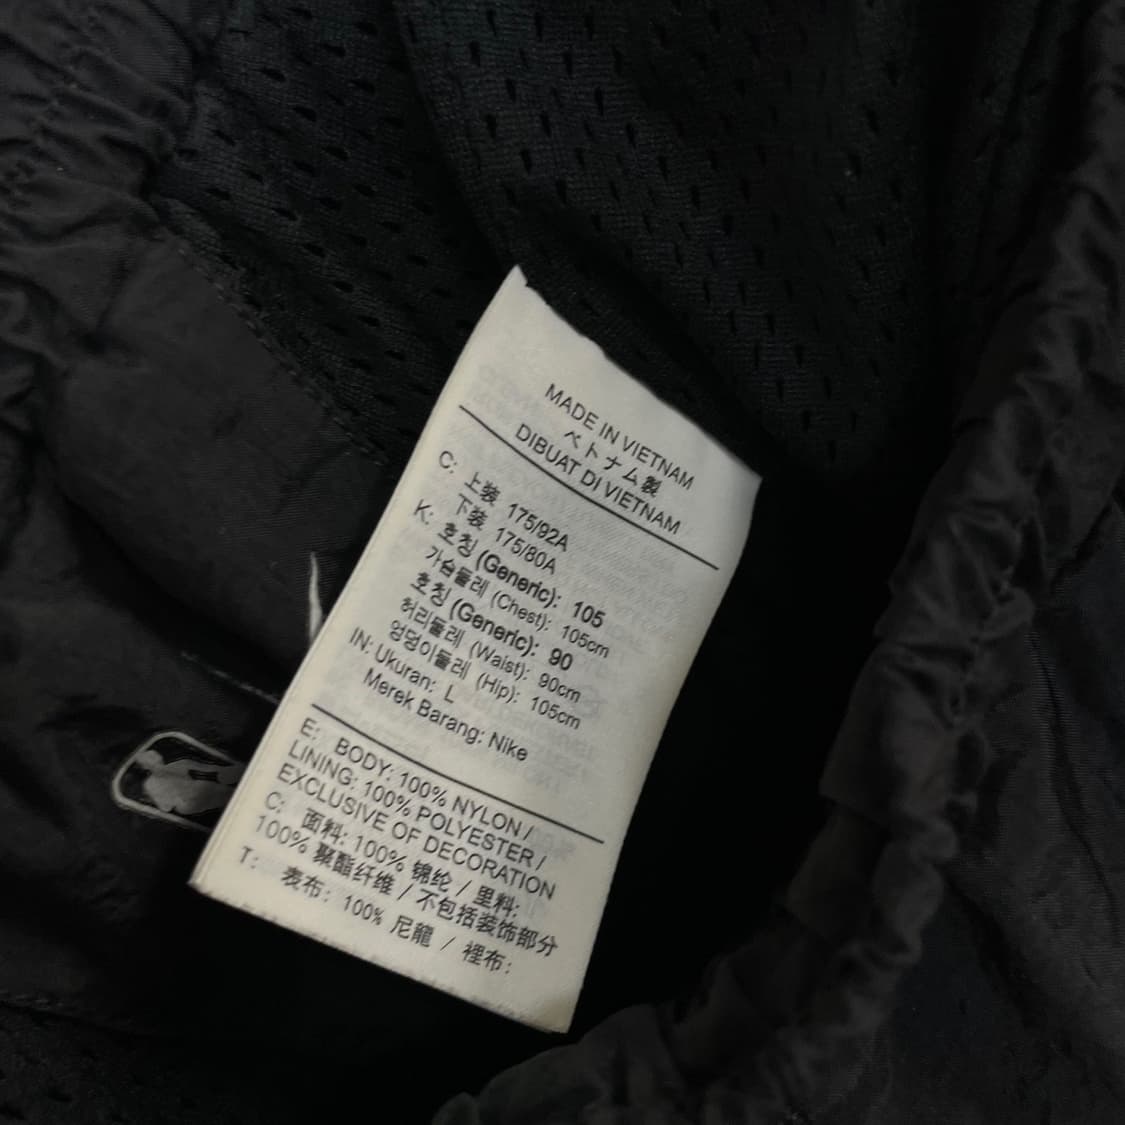 MADE IN VIETNAM
ベトナム製
DIBUAT DI VIETNAM
C: 上装 175/92A
下装 175/80A
K: 호칭 (Generic): 105
가슴둘레 (Chest): 105cm
호칭 (Generic): 90
허리둘레 (Waist): 90cm
엉덩이둘레 (Hip): 105cm
IN: Ukuran: L
Merek Barang: Nike
E: BODY: 100% NYLON /
LINING: 100% POLYESTER /
EXCLUSIVE OF DECORATION
C: 面料: 100% 锦纶 / 里料:
100% 聚酯纤维 / 不包括装饰部分
T: 表布: 100% 尼龍 / 裡布: